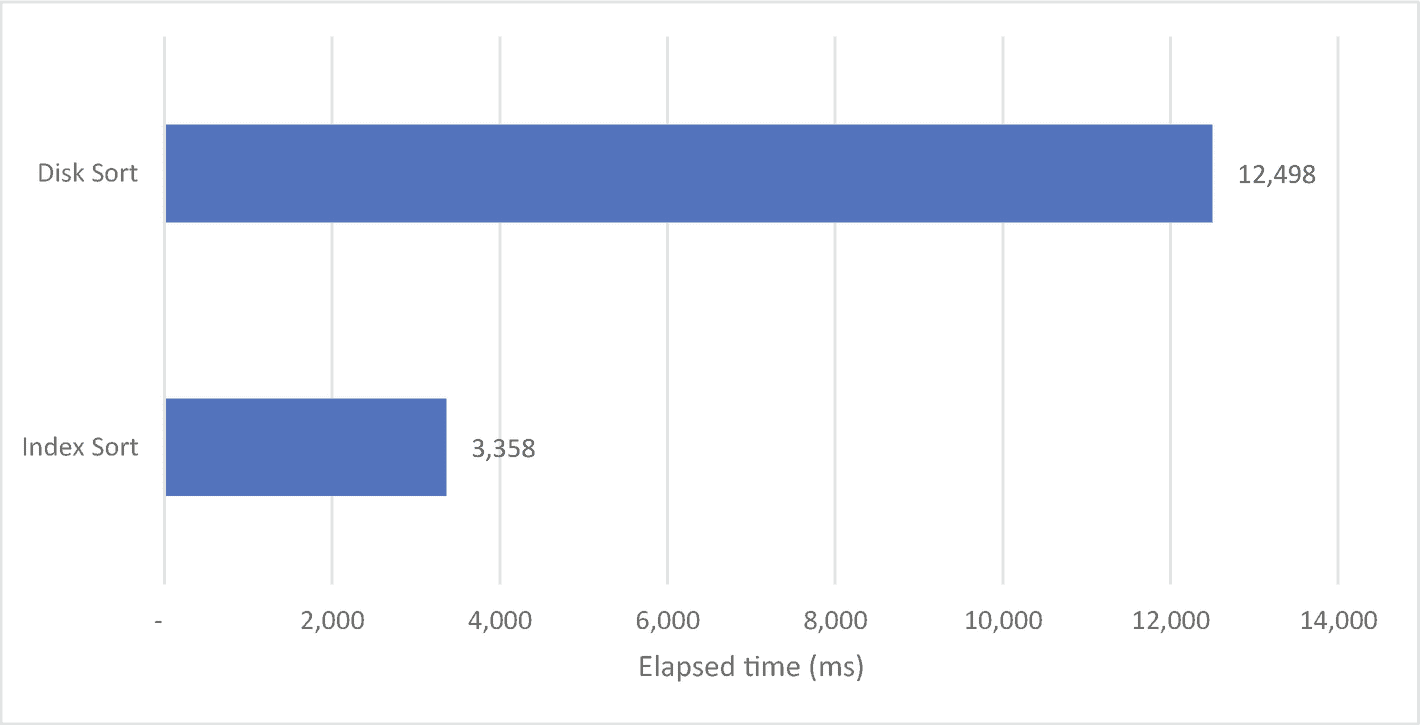 Disk Sort
12,498
Index Sort
3,358
- 2,000 4,000 6,000 8,000 10,000 12,000 14,000
Elapsed time (ms)